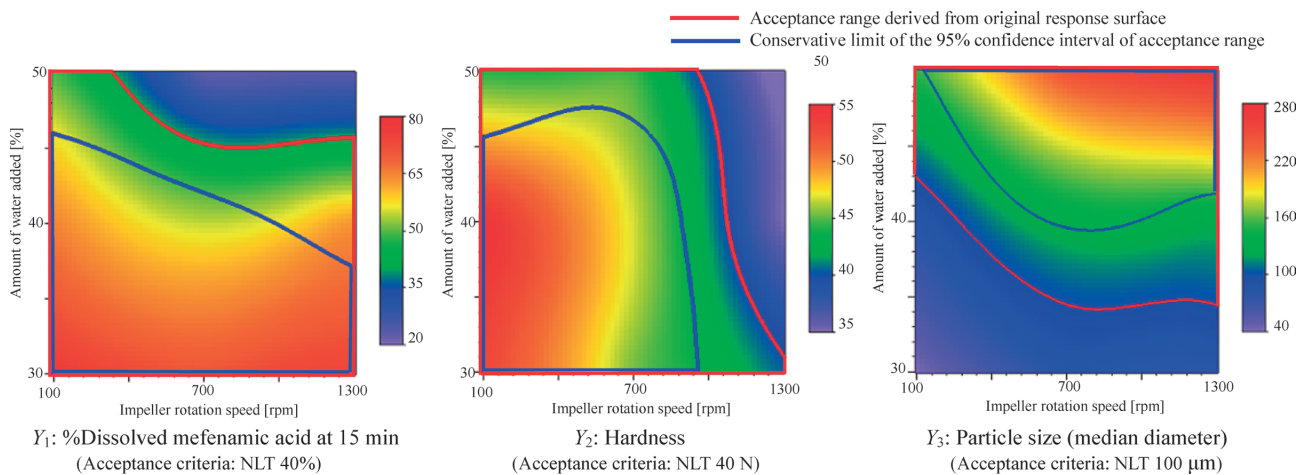 Acceptance range derived from original response surface
Conservative limit of the 95% confidence interval of acceptance range
50
40
30
Amount of water added [%]
100
700
1300
Impeller rotation speed [rpm]
80
65
50
35
20
Y1: %Dissolved mefenamic acid at 15 min
(Acceptance criteria: NLT 40%)
50
40
30
Amount of water added [%]
100
700
1300
Impeller rotation speed [rpm]
50
55
50
45
40
35
Y2: Hardness
(Acceptance criteria: NLT 40 N)
50
40
30
Amount of water added [%]
100
700
1300
Impeller rotation speed [rpm]
280
220
160
100
40
Y3: Particle size (median diameter)
(Acceptance criteria: NLT 100 μm)